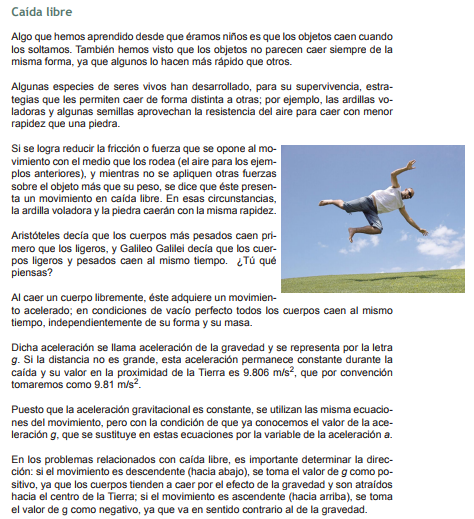 Caída libre
Algo que hemos aprendido desde que éramos niños es que los objetos caen cuando
los soltamos. También hemos visto que los objetos no parecen caer siempre de la
misma forma, ya que algunos lo hacen más rápido que otros.
Algunas especies de seres vivos han desarrollado, para su supervivencia, estra-
tegias que les permiten caer de forma distinta a otras; por ejemplo, las ardillas vo-
ladoras y algunas semillas aprovechan la resistencia del aire para caer con menor
rapidez que una piedra.
Si se logra reducir la fricción o fuerza que se opone al mo-
vimiento con el medio que los rodea (el aire para los ejem-
plos anteriores), y mientras no se apliquen otras fuerzas
sobre el objeto más que su peso, se dice que éste presen-
ta un movimiento en caída libre. En esas circunstancias,
la ardilla voladora y la piedra caerán con la misma rapidez.
Aristóteles decía que los cuerpos más pesados caen pri-
mero que los ligeros, y Galileo Galilei decía que los cuer-
pos ligeros y pesados caen al mismo tiempo. ¿Tú qué
piensas?
Al caer un cuerpo libremente, éste adquiere un movimien-
to acelerado; en condiciones de vacío perfecto todos los cuerpos caen al mismo
tiempo, independientemente de su forma y su masa.
Dicha aceleración se llama aceleración de la gravedad y se representa por la letra
g. Si la distancia no es grande, esta aceleración permanece constante durante la
caída y su valor en la proximidad de la Tierra es 9.806 m/s², que por convención
tomaremos como 9.81 m/s².
Puesto que la aceleración gravitacional es constante, se utilizan las misma ecuacio-
nes del movimiento, pero con la condición de que ya conocemos el valor de la ace-
leración g, que se sustituye en estas ecuaciones por la variable de la aceleración a.
En los problemas relacionados con caída libre, es importante determinar la direc-
ción: si el movimiento es descendente (hacia abajo), se toma el valor de g como po-
sitivo, ya que los cuerpos tienden a caer por el efecto de la gravedad y son atraídos
hacia el centro de la Tierra; si el movimiento es ascendente (hacia arriba), se toma
el valor de g como negativo, ya que va en sentido contrario al de la gravedad.